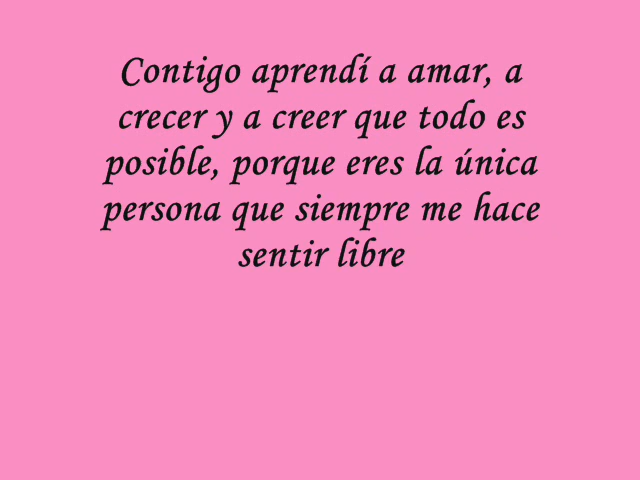 Contigo aprendí a amar, a
crecer y a creer que todo es
posible, porque eres la única
persona que siempre me hace
sentir libre